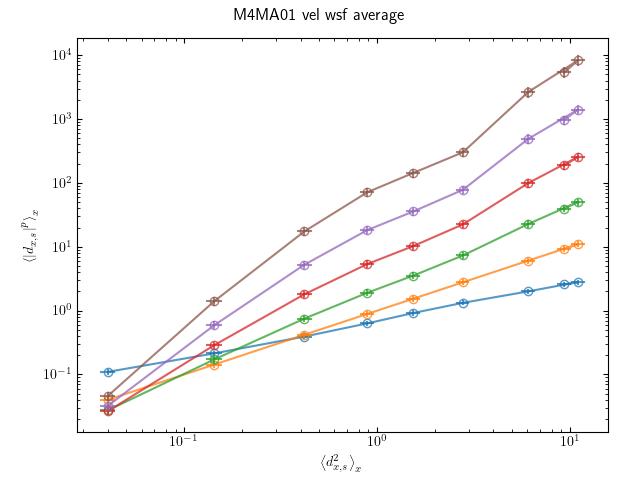 M4MA01 vel wsf average
⟨|d_{x,s}|^p⟩_x
10^4
10^3
10^2
10^1
10^0
10^{-1}
10^{-1} 10^0 10^1
⟨d^2_{x,s}⟩_x